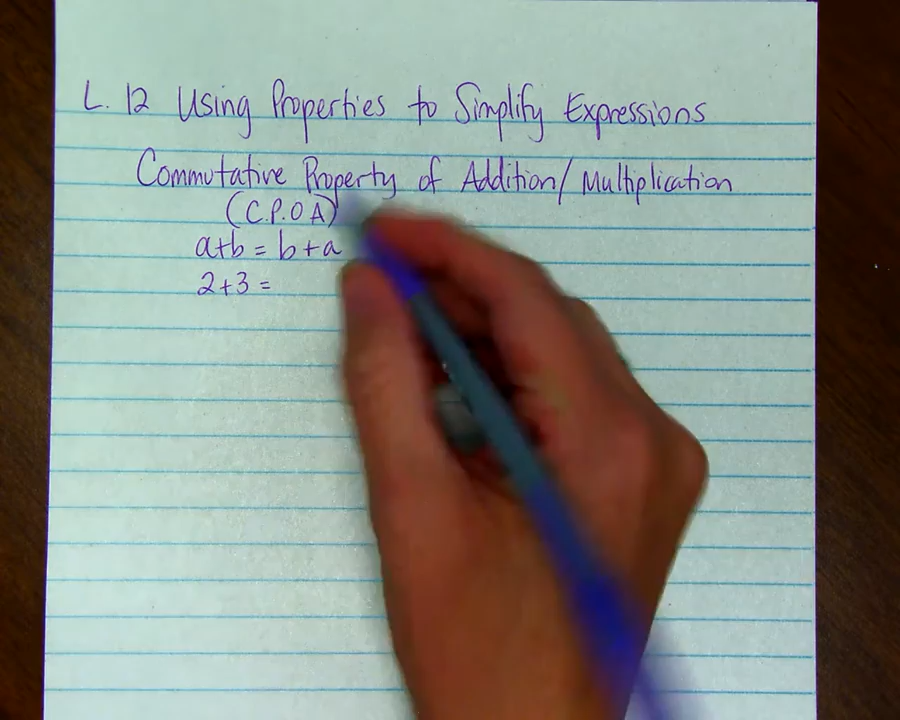 L. 12 Using Properties to Simplify Expressions
Commutative Property of Addition/Multiplication
(C.P.O A)
a+b = b+a
2+3 =